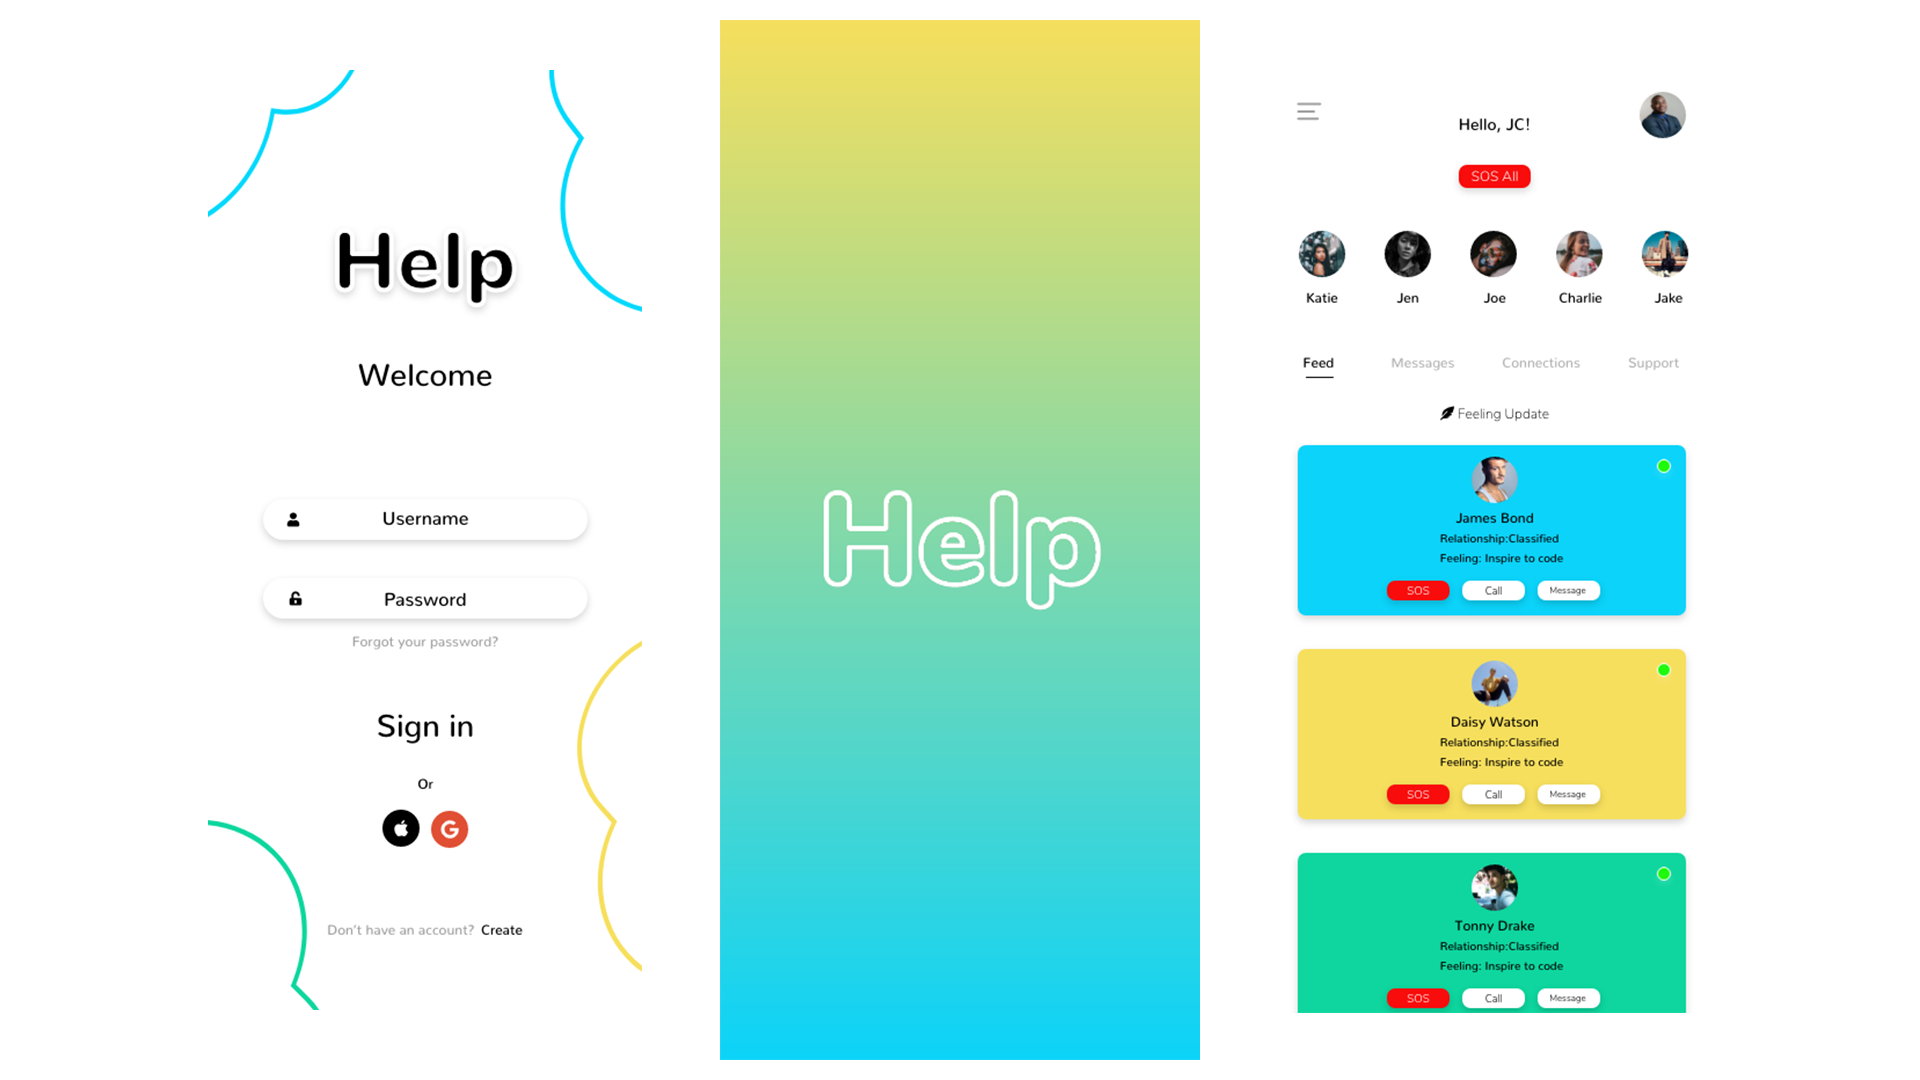 Help
Welcome
Username
Password
Forgot your password?
Sign in
Or
G
Don't have an account? Create
Help
Hello, JC!
SOS All
Katie Jen Joe Charlie Jake
Feed Messages Connections Support
Feeling Update
James Bond
Relationship:Classified
Feeling: Inspire to code
SOS Call Message
Daisy Watson
Relationship:Classified
Feeling: Inspire to code
SOS Call Message
Tonny Drake
Relationship:Classified
Feeling: Inspire to code
SOS Call Message